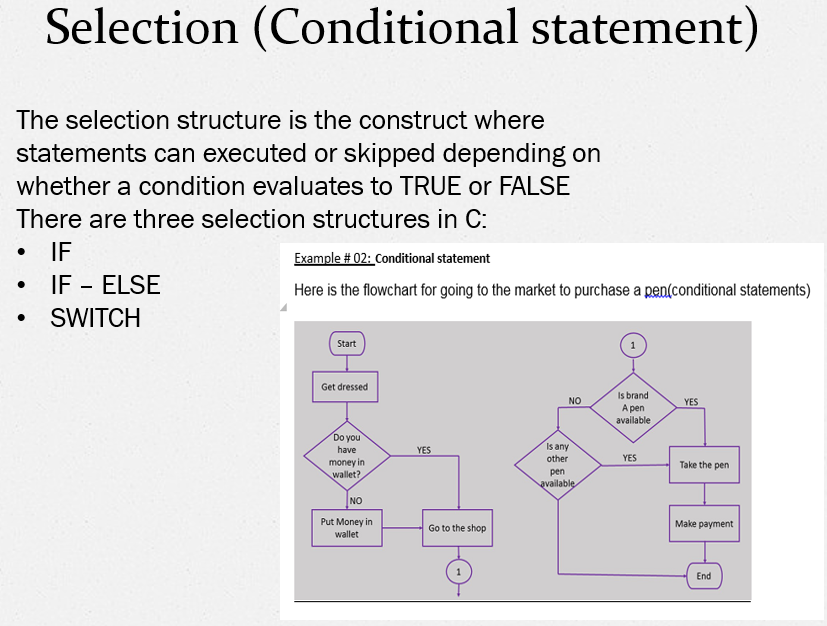 Selection (Conditional statement)
The selection structure is the construct where
statements can executed or skipped depending on
whether a condition evaluates to TRUE or FALSE
There are three selection structures in C:
• IF
• IF – ELSE
• SWITCH
Example # 02: Conditional statement
Here is the flowchart for going to the market to purchase a pen(conditional statements)
Start
Get dressed
Do you
have
money in
wallet?
YES
NO
Put Money in
wallet
Go to the shop
1
1
Is brand
A pen
available
NO
YES
Is any
other
pen
available
YES
Take the pen
Make payment
End